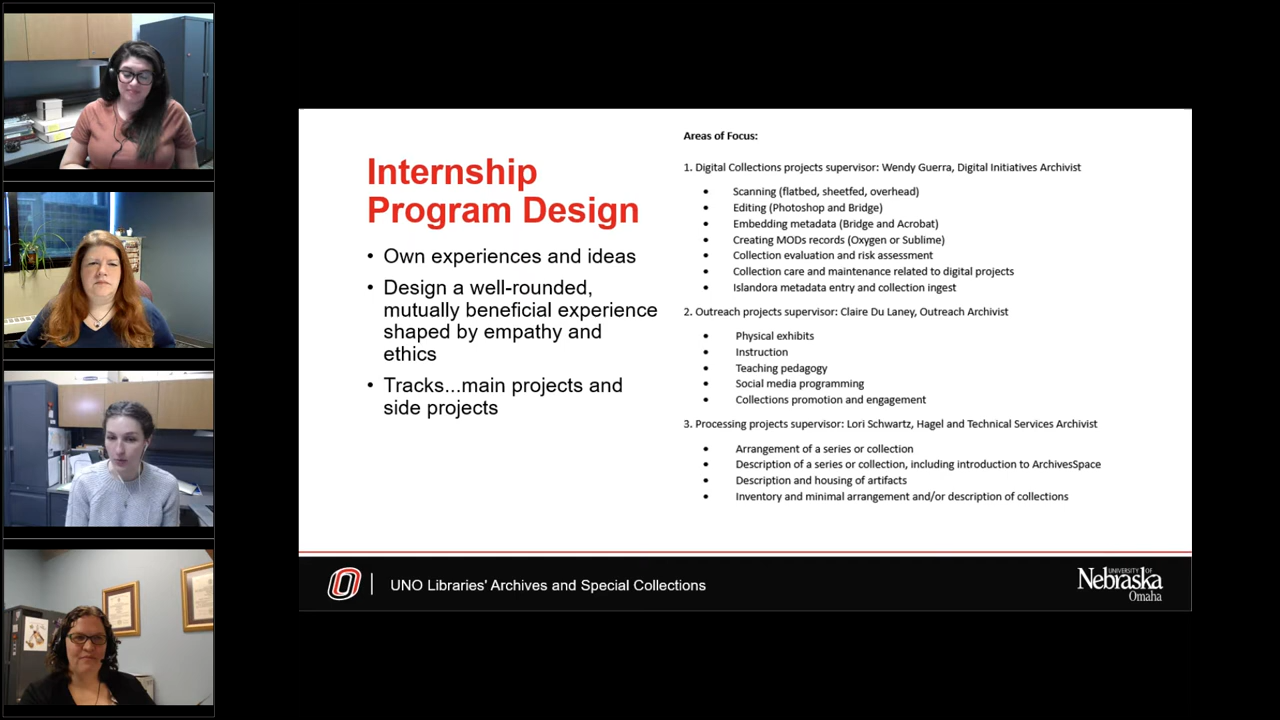 Internship
Program Design
• Own experiences and ideas
• Design a well-rounded,
mutually beneficial experience
shaped by empathy and
ethics
• Tracks...main projects and
side projects
Areas of Focus:
1. Digital Collections projects supervisor: Wendy Guerra, Digital Initiatives Archivist
• Scanning (flatbed, sheetfed, overhead)
• Editing (Photoshop and Bridge)
• Embedding metadata (Bridge and Acrobat)
• Creating MODs records (Oxygen or Sublime)
• Collection evaluation and risk assessment
• Collection care and maintenance related to digital projects
• Islandora metadata entry and collection ingest
2. Outreach projects supervisor: Claire Du Laney, Outreach Archivist
• Physical exhibits
• Instruction
• Teaching pedagogy
• Social media programming
• Collections promotion and engagement
3. Processing projects supervisor: Lori Schwartz, Hagel and Technical Services Archivist
• Arrangement of a series or collection
• Description of a series or collection, including introduction to ArchivesSpace
• Description and housing of artifacts
• Inventory and minimal arrangement and/or description of collections
UNO Libraries' Archives and Special Collections
UNIVERSITY OF
Nebraska
Omaha